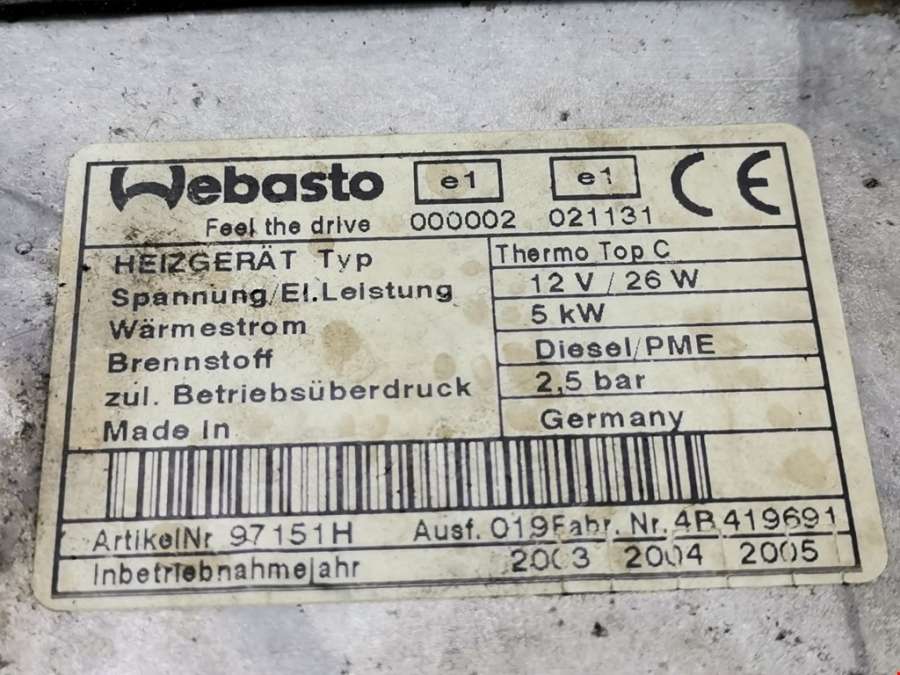 Webasto e1 e1 CE
Feel the drive 000002 021131
HEIZGERÄT Typ Thermo Top C
Spannung/El.Leistung 12 V / 26 W
Wärmestrom 5 kW
Brennstoff Diesel/PME
zul. Betriebsüberdruck 2,5 bar
Made In Germany
ArtikelNr 97151H Ausf. 019 Fabr. Nr. 4B 419691
Inbetriebnahmejahr 2003 2004 2005